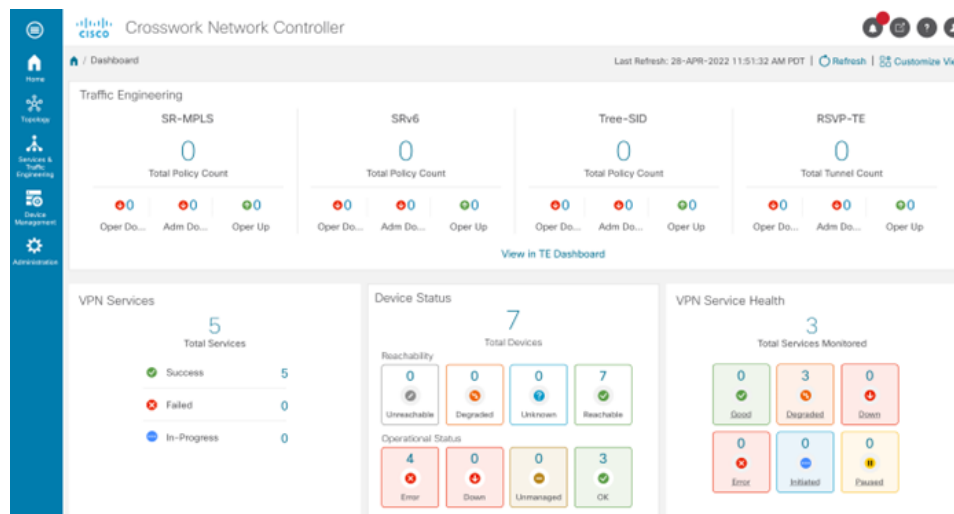 cisco Crosswork Network Controller
Home
Topology
Services & Traffic Engineering
Device Management
Administration
/ Dashboard
Last Refresh: 28-APR-2022 11:51:32 AM PDT | Refresh | Customize Vie
Traffic Engineering
SR-MPLS SRv6 Tree-SID RSVP-TE
0 0 0 0
Total Policy Count Total Policy Count Total Policy Count Total Tunnel Count
0 0 0 0 0 0 0 0 0 0 0 0
Oper Do... Adm Do... Oper Up Oper Do... Adm Do... Oper Up Oper Do... Adm Do... Oper Up Oper Do... Adm Do... Oper Up
View in TE Dashboard
VPN Services
5
Total Services
Success 5
Failed 0
In-Progress 0
Device Status
7
Total Devices
Reachability
0 0 0 7
Unreachable Degraded Unknown Reachable
Operational Status
4 0 0 3
Error Down Unmanaged OK
VPN Service Health
3
Total Services Monitored
0 3 0
Good Degraded Down
0 0 0
Error Initiated Paused